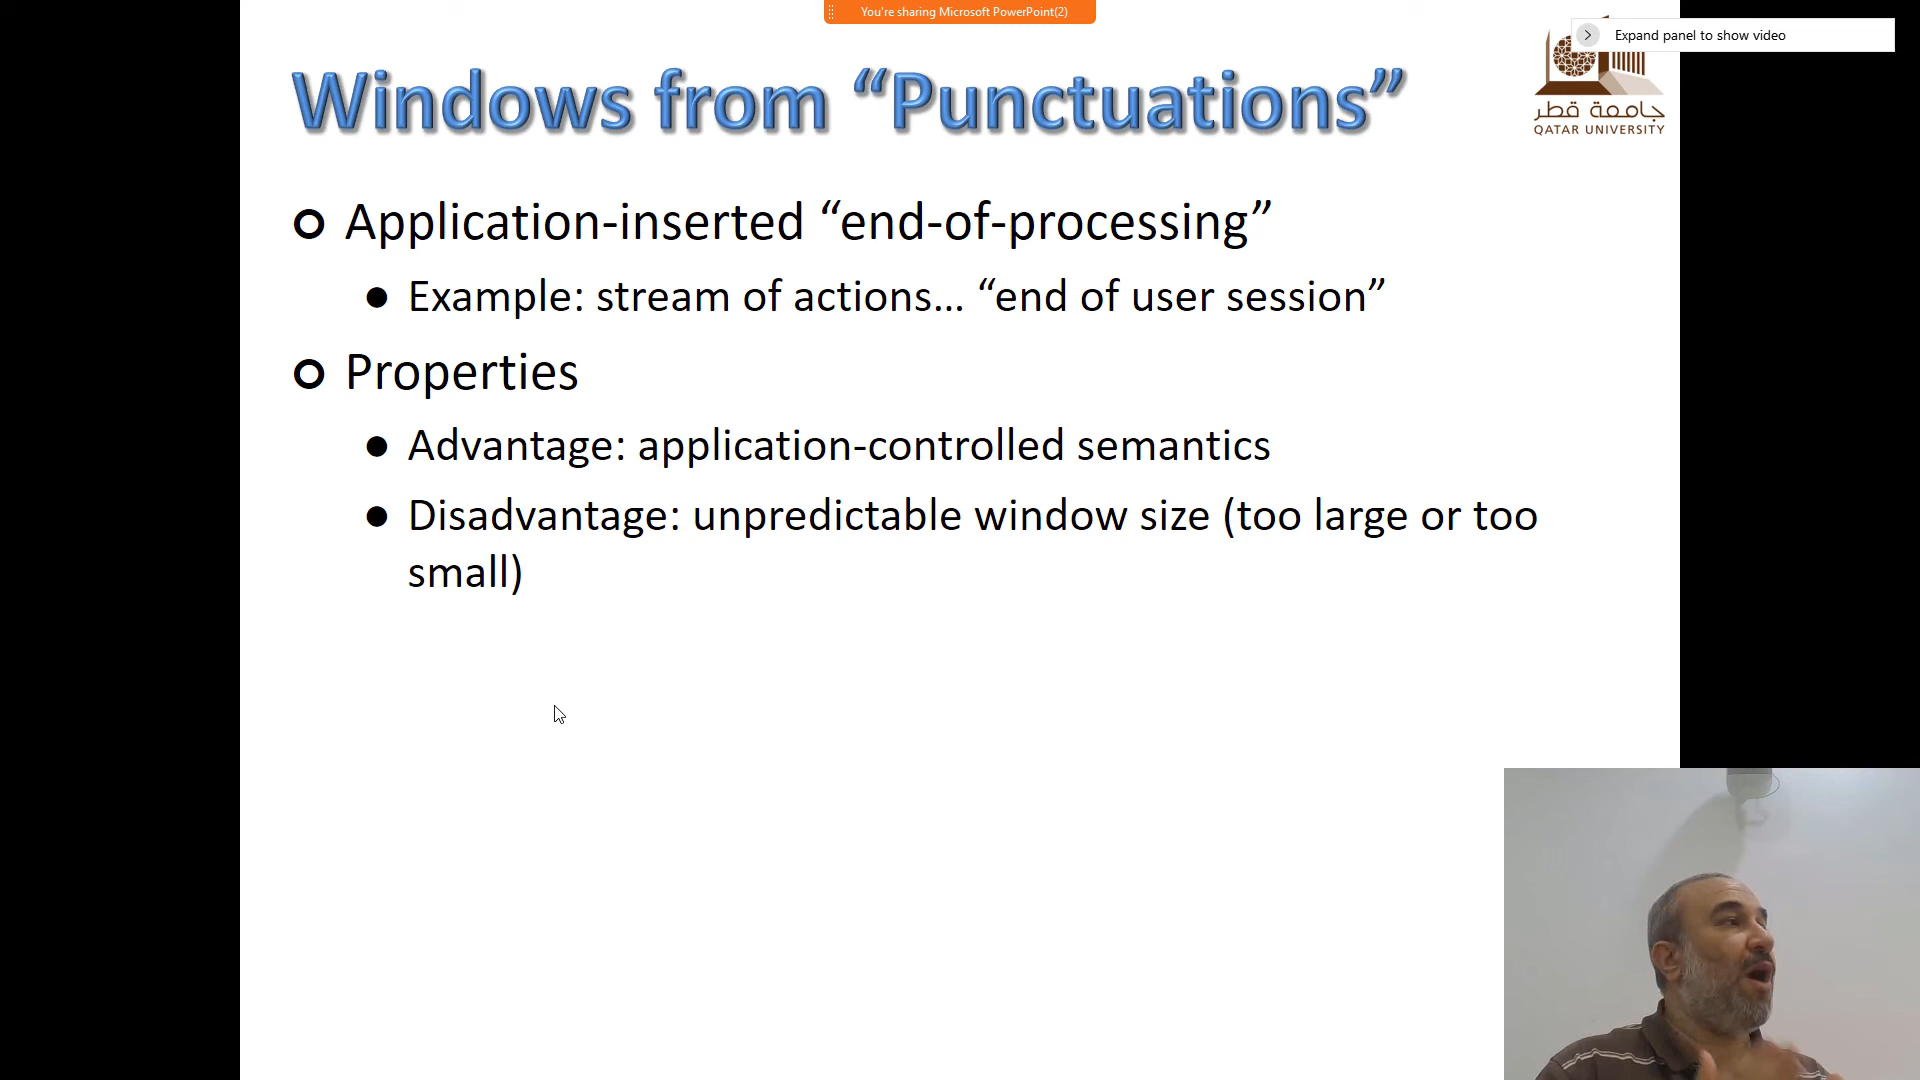 You're sharing Microsoft PowerPoint(2)
Expand panel to show video
Windows from “Punctuations”
جامعة قطر
QATAR UNIVERSITY
Application-inserted “end-of-processing”
Example: stream of actions… “end of user session”
Properties
Advantage: application-controlled semantics
Disadvantage: unpredictable window size (too large or too
small)